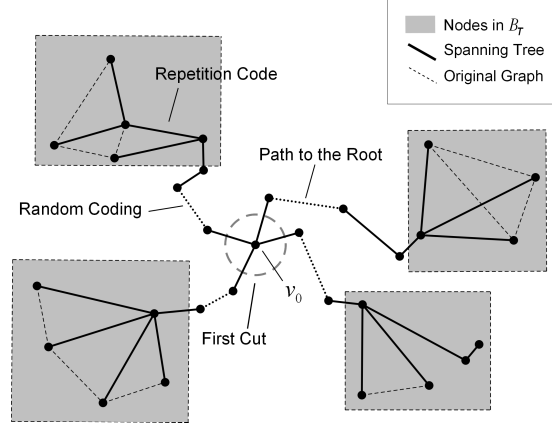 Nodes in B_T
Spanning Tree
Original Graph
Repetition Code
Path to the Root
Random Coding
v_0
First Cut